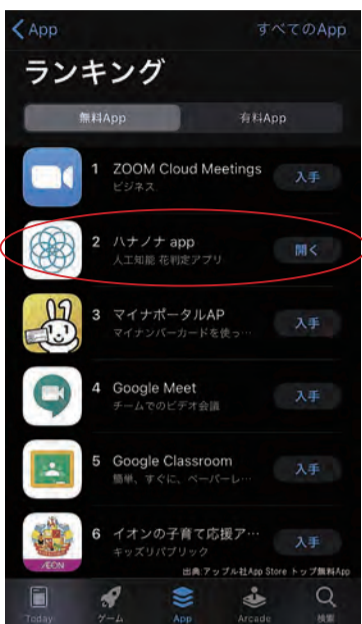 App
すべてのApp
ランキング
無料App
有料App
1 ZOOM Cloud Meetings
ビジネス
入手
2 ハナノナ app
人工知能 花判定アプリ
開く
3 マイナポータルAP
マイナンバーカードを使っ…
入手
4 Google Meet
チームでのビデオ会議
入手
5 Google Classroom
簡単、すぐに、ペーパーレ…
入手
6 イオンの子育て応援ア…
キッズリパブリック
入手
ÆON
出典:アップル社App Store トップ無料App
Today
ゲーム
App
Arcade
検索